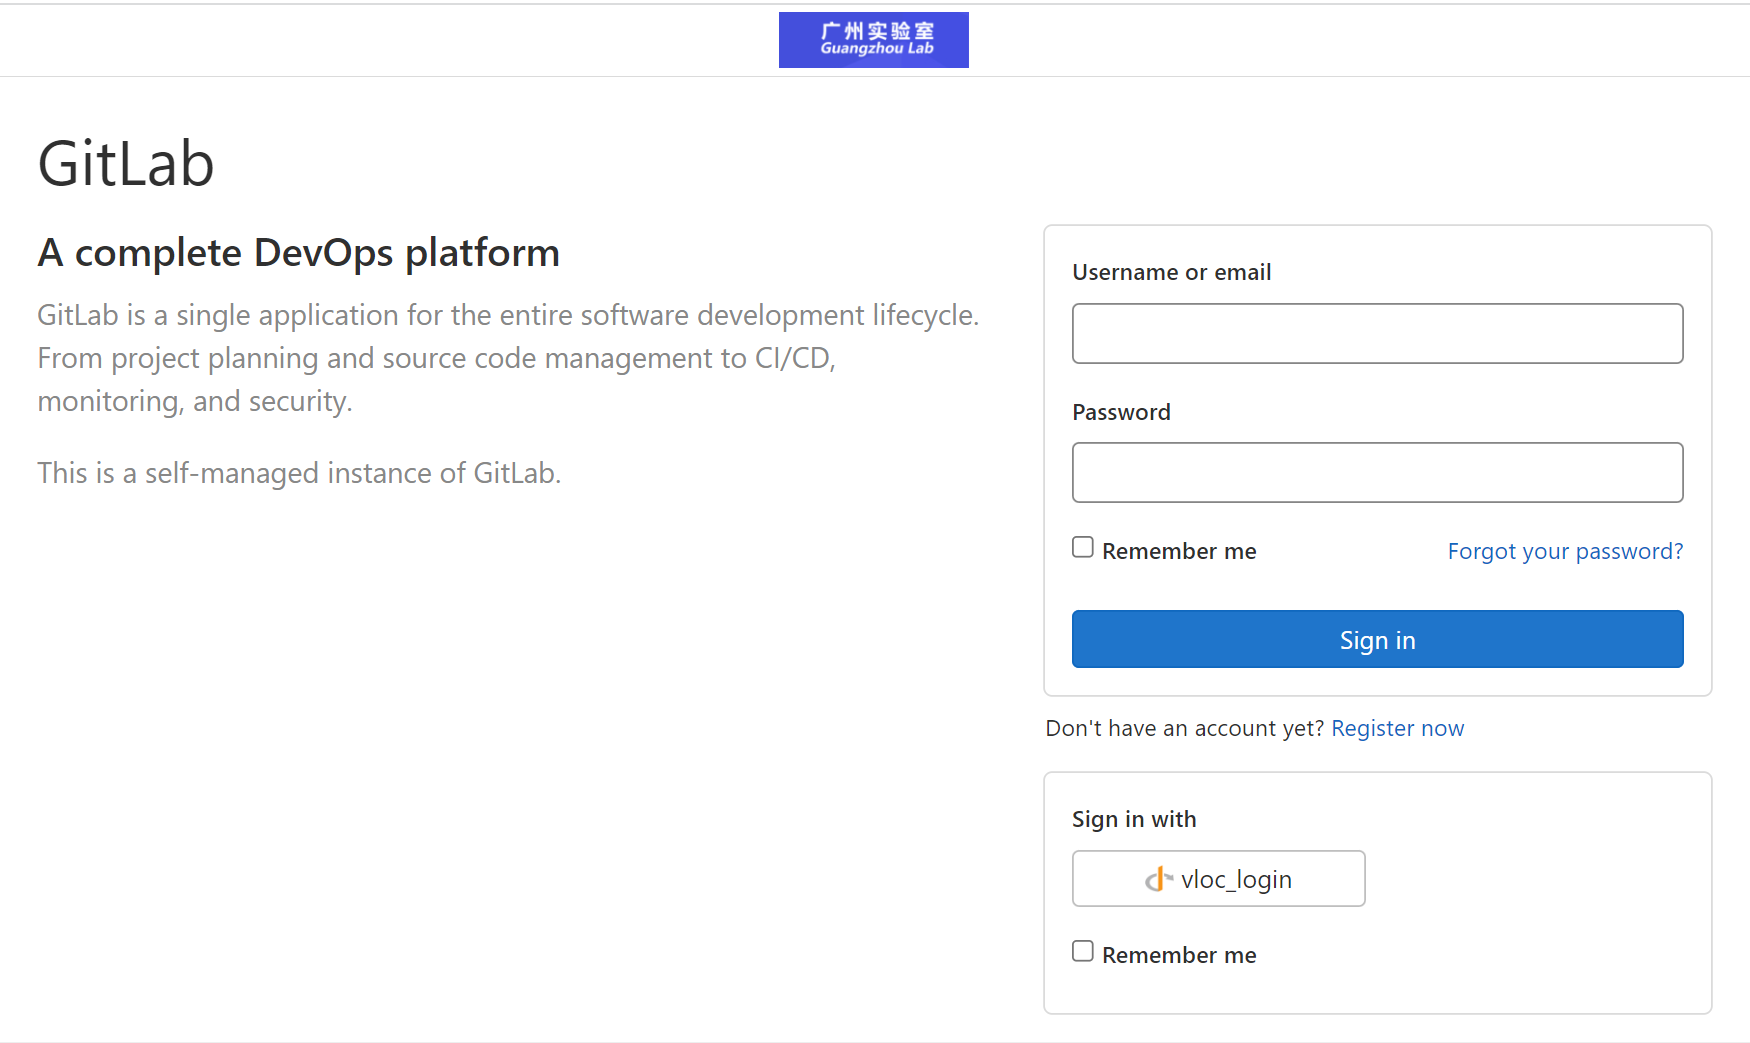 广州实验室
Guangzhou Lab
GitLab
A complete DevOps platform
GitLab is a single application for the entire software development lifecycle.
From project planning and source code management to CI/CD,
monitoring, and security.
This is a self-managed instance of GitLab.
Username or email
Password
Remember me
Forgot your password?
Sign in
Don't have an account yet? Register now
Sign in with
vloc_login
Remember me